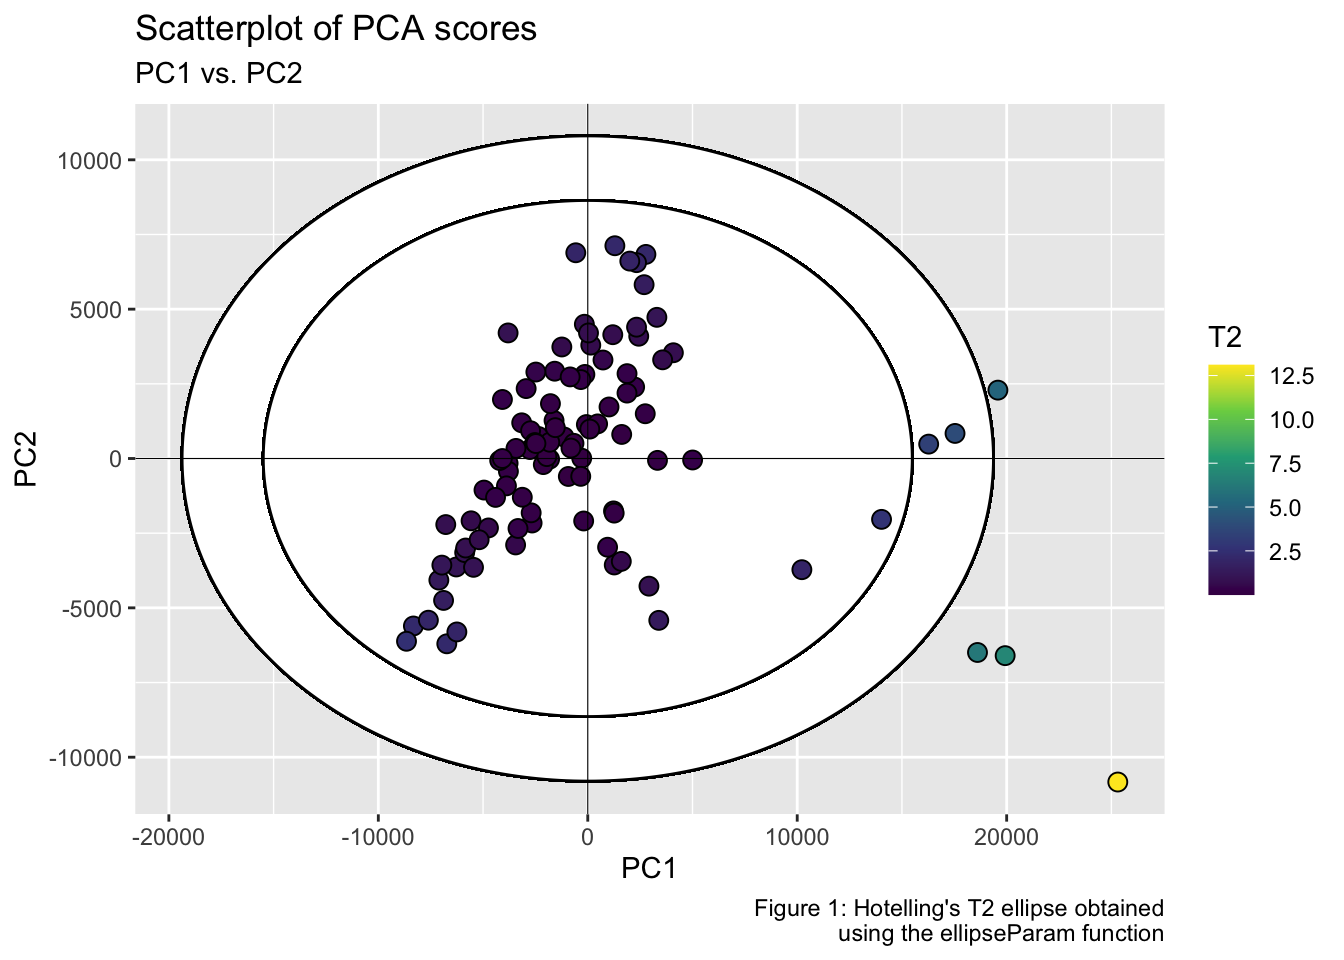 Scatterplot of PCA scores
PC1 vs. PC2
10000
5000
0
-5000
-10000
PC2
-20000
-10000
0
10000
20000
PC1
T2
12.5
10.0
7.5
5.0
2.5
Figure 1: Hotelling's T2 ellipse obtained
using the ellipseParam function